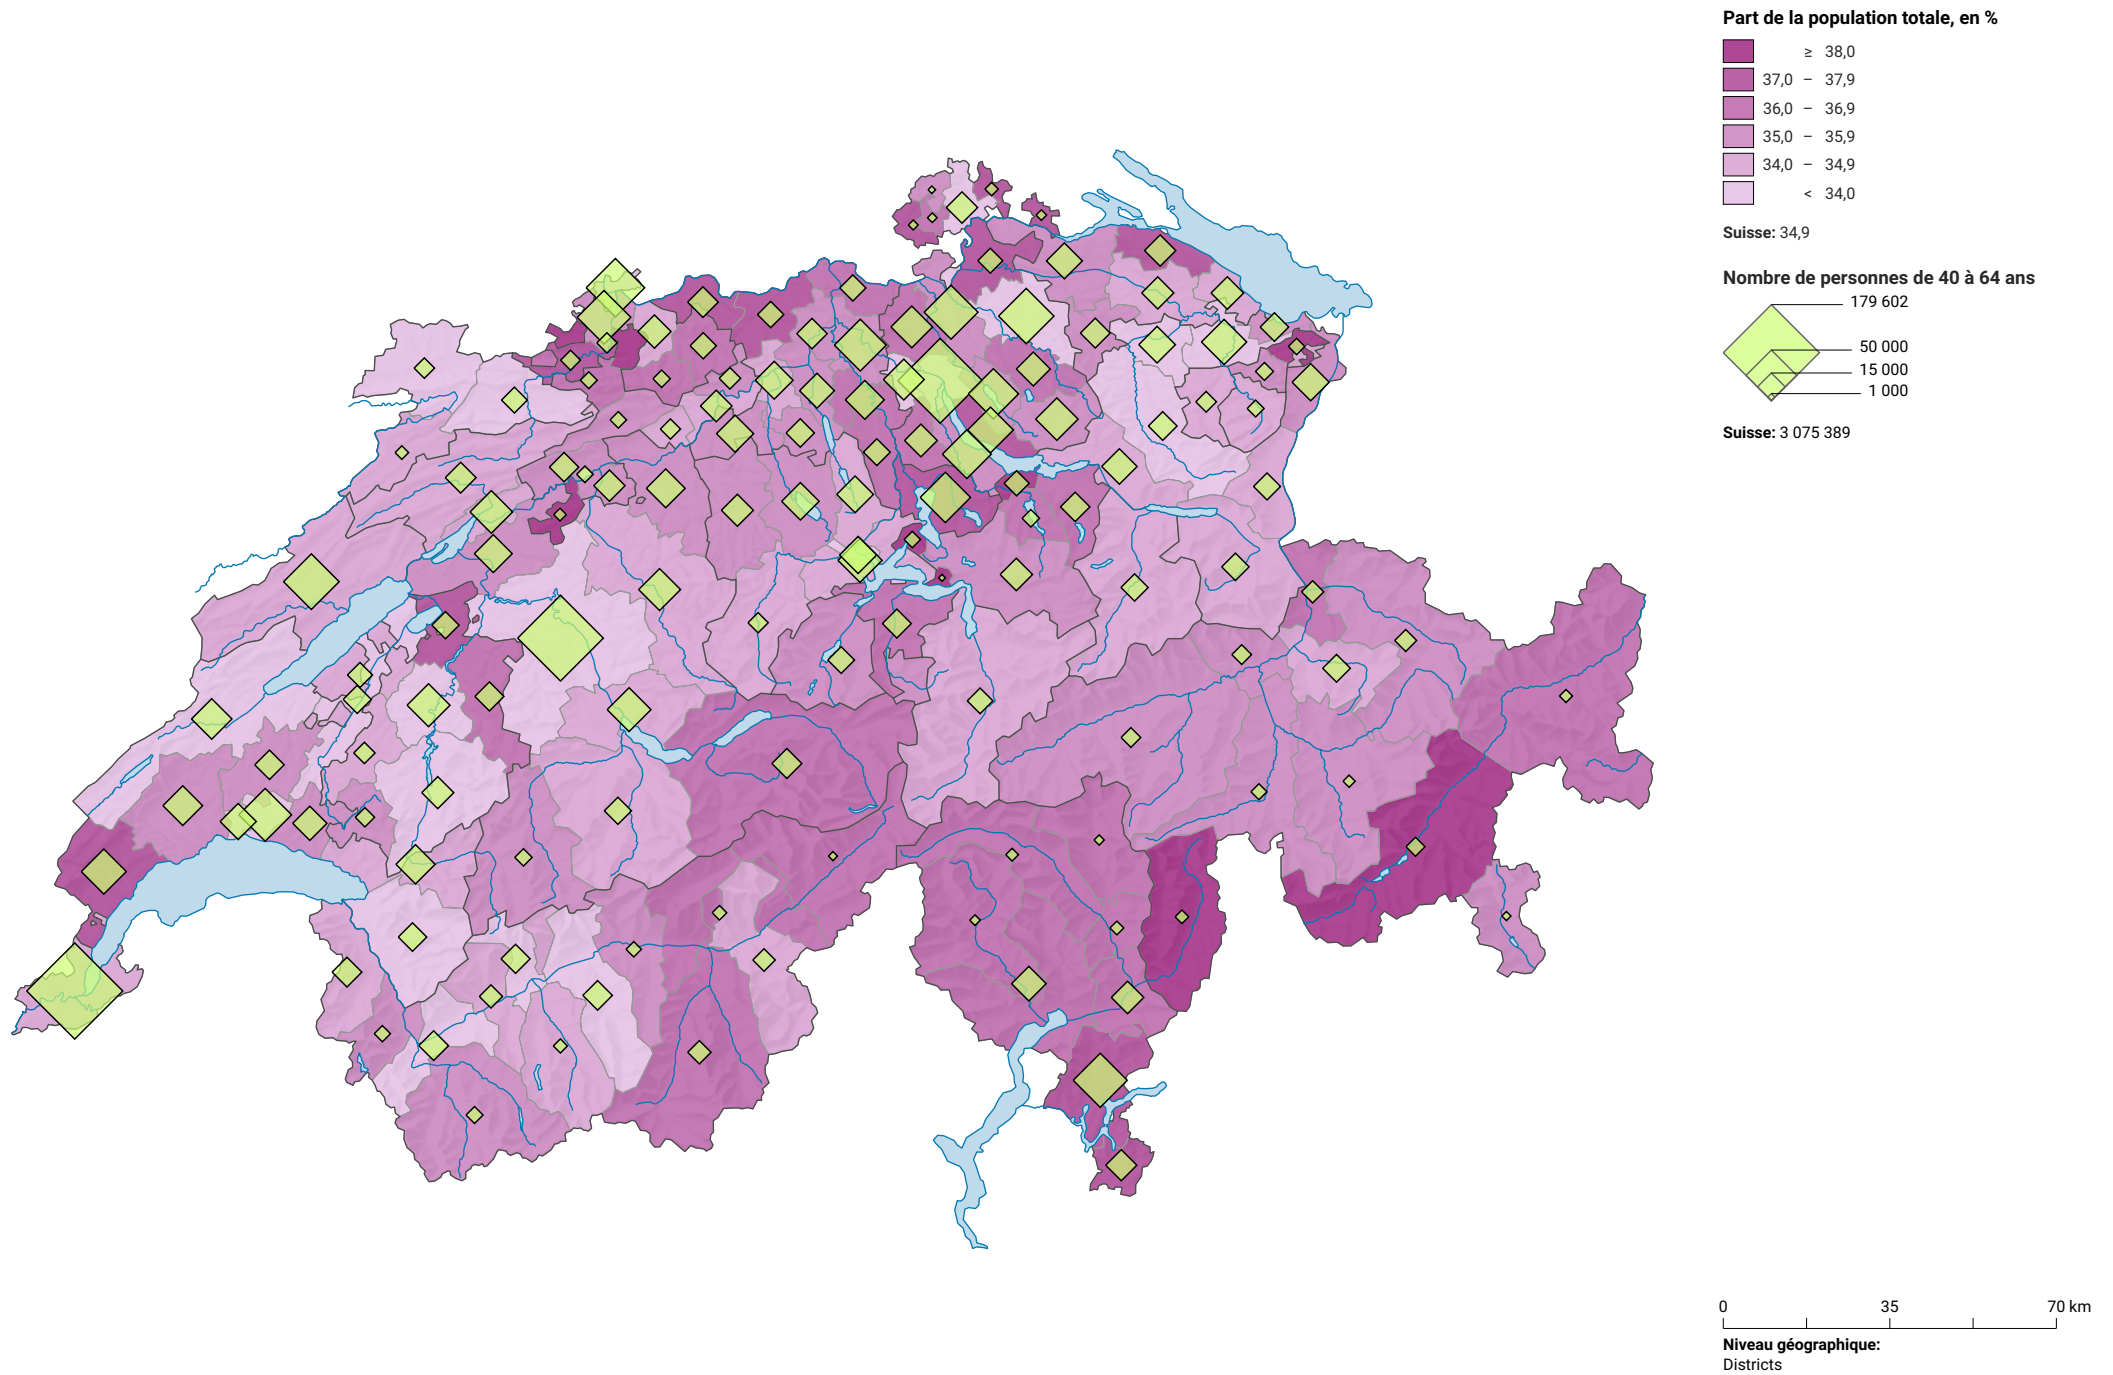 Part de la population totale, en %
≥ 38,0
37,0 – 37,9
36,0 – 36,9
35,0 – 35,9
34,0 – 34,9
< 34,0
Suisse: 34,9
Nombre de personnes de 40 à 64 ans
179 602
50 000
15 000
1 000
Suisse: 3 075 389
0 35 70 km
Niveau géographique:
Districts